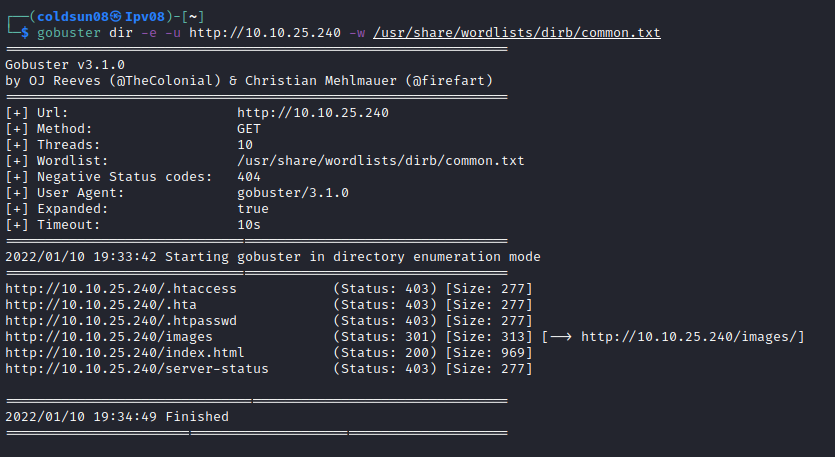 ┌──(coldsun08㉿Ipv08)-[~]
└─$ gobuster dir -e -u http://10.10.25.240 -w /usr/share/wordlists/dirb/common.txt
===============================================================
Gobuster v3.1.0
by OJ Reeves (@TheColonial) & Christian Mehlmauer (@firefart)
===============================================================
[+] Url:                     http://10.10.25.240
[+] Method:                  GET
[+] Threads:                 10
[+] Wordlist:                /usr/share/wordlists/dirb/common.txt
[+] Negative Status codes:   404
[+] User Agent:              gobuster/3.1.0
[+] Expanded:                true
[+] Timeout:                 10s
===============================================================
2022/01/10 19:33:42 Starting gobuster in directory enumeration mode
===============================================================
http://10.10.25.240/.htaccess            (Status: 403) [Size: 277]
http://10.10.25.240/.hta                 (Status: 403) [Size: 277]
http://10.10.25.240/.htpasswd            (Status: 403) [Size: 277]
http://10.10.25.240/images               (Status: 301) [Size: 313] [--> http://10.10.25.240/images/]
http://10.10.25.240/index.html           (Status: 200) [Size: 969]
http://10.10.25.240/server-status        (Status: 403) [Size: 277]
===============================================================
2022/01/10 19:34:49 Finished
===============================================================